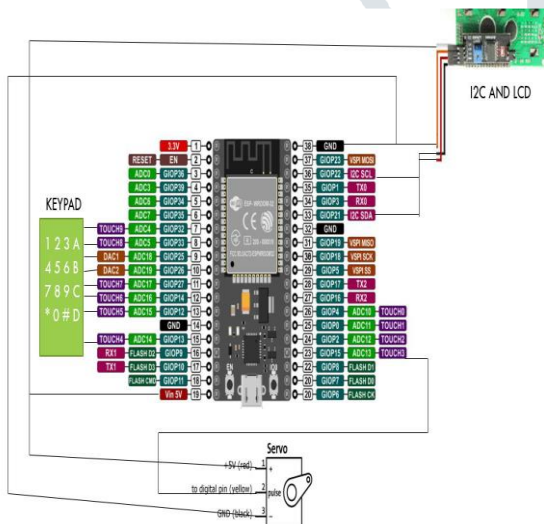 I2C AND LCD
3.3V 1
RESET EN 2
ADC0 GIOP36 3
ADC3 GIOP39 4
ADC6 GIOP34 5
ADC7 GIOP35 6
TOUCH9 ADC4 GIOP32 7
TOUCH8 ADC5 GIOP33 8
DAC1 ADC18 GIOP25 9
DAC2 ADC19 GIOP26 10
TOUCH7 ADC17 GIOP27 11
TOUCH6 ADC16 GIOP14 12
TOUCH5 ADC15 GIOP12 13
GND 14
TOUCH4 ADC14 GIOP13 15
RX1 FLASH D2 GIOP9 16
TX1 FLASH D3 GIOP10 17
FLASH CMD GIOP11 18
Vin 5V 19
KEYPAD
1 2 3 A
4 5 6 B
7 8 9 C
* 0 # D
EN
38 GND
37 GIOP23 VSPI MOSI
36 GIOP22 I2C SCL
35 GIOP1 TX0
34 GIOP3 RX0
33 GIOP21 I2C SDA
32 GND
31 GIOP19 VSPI MISO
30 GIOP18 VSPI SCK
29 GIOP5 VSPI SS
28 GIOP17 TX2
27 GIOP16 RX2
26 GIOP4 ADC10 TOUCH0
25 GIOP0 ADC11 TOUCH1
24 GIOP2 ADC12 TOUCH2
23 GIOP15 ADC13 TOUCH3
22 GIOP8 FLASH D1
21 GIOP7 FLASH D0
20 GIOP6 FLASH CK
Servo
+5V (red) 1 +
to digital pin (yellow) 2 pulse
GND (black) 3 -